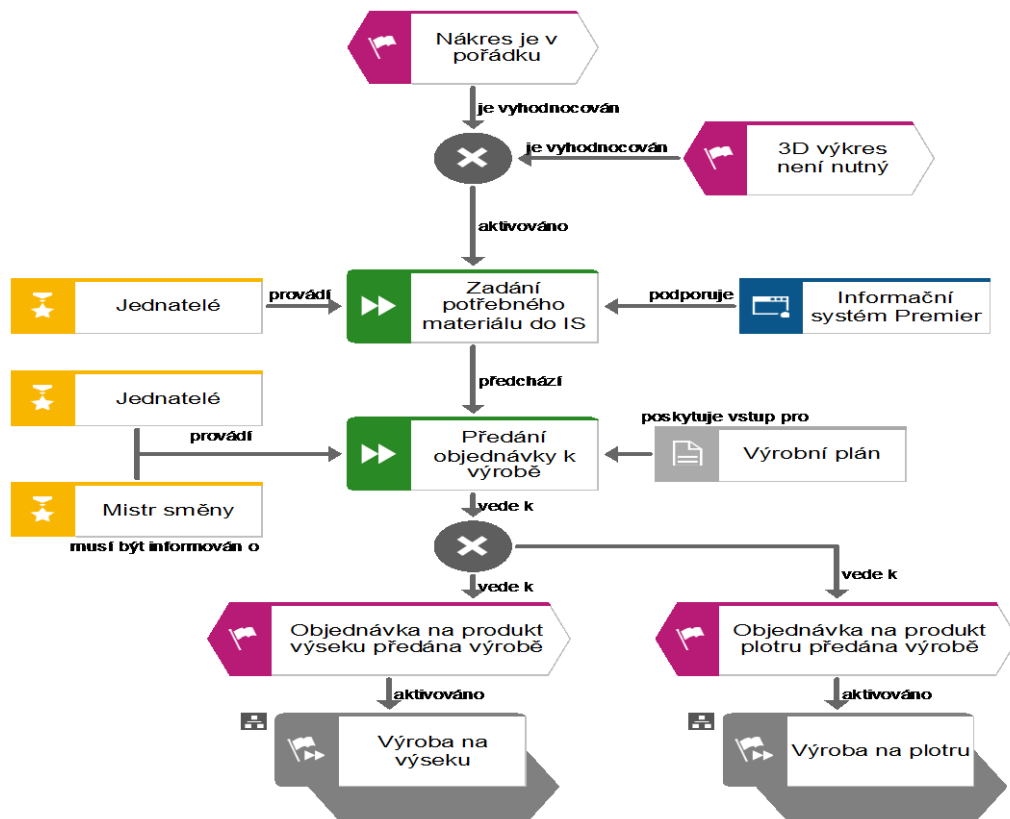 Nákres je v
pořádku
je vyhodnocován
je vyhodnocován
3D výkres
není nutný
aktivováno
Jednatelé
provádí
Zadání
potřebného
materiálu do IS
podporuje
Informační
systém Premier
předchází
Jednatelé
provádí
Předání
objednávky k
výrobě
poskytuje vstup pro
Výrobní plán
Mistr směny
musí být informován o
vede k
vede k
vede k
Objednávka na produkt
výseku předána výrobě
Objednávka na produkt
plotru předána výrobě
aktivováno
aktivováno
Výroba na
výseku
Výroba na plotru